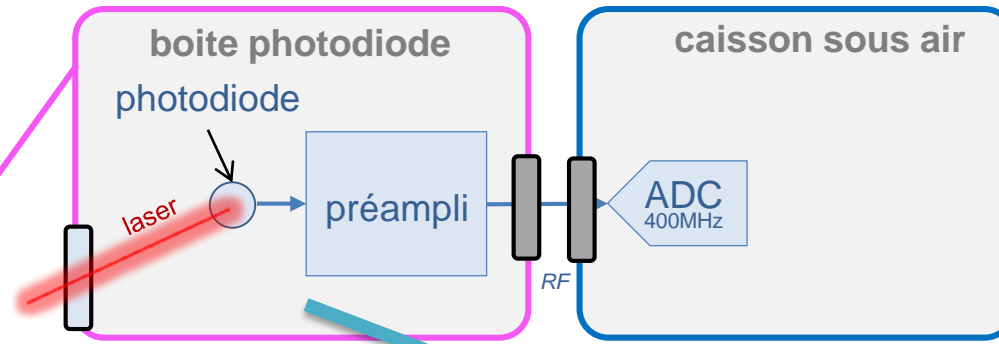 boite photodiode
caisson sous air
photodiode
laser
préampli
ADC
400MHz
RF